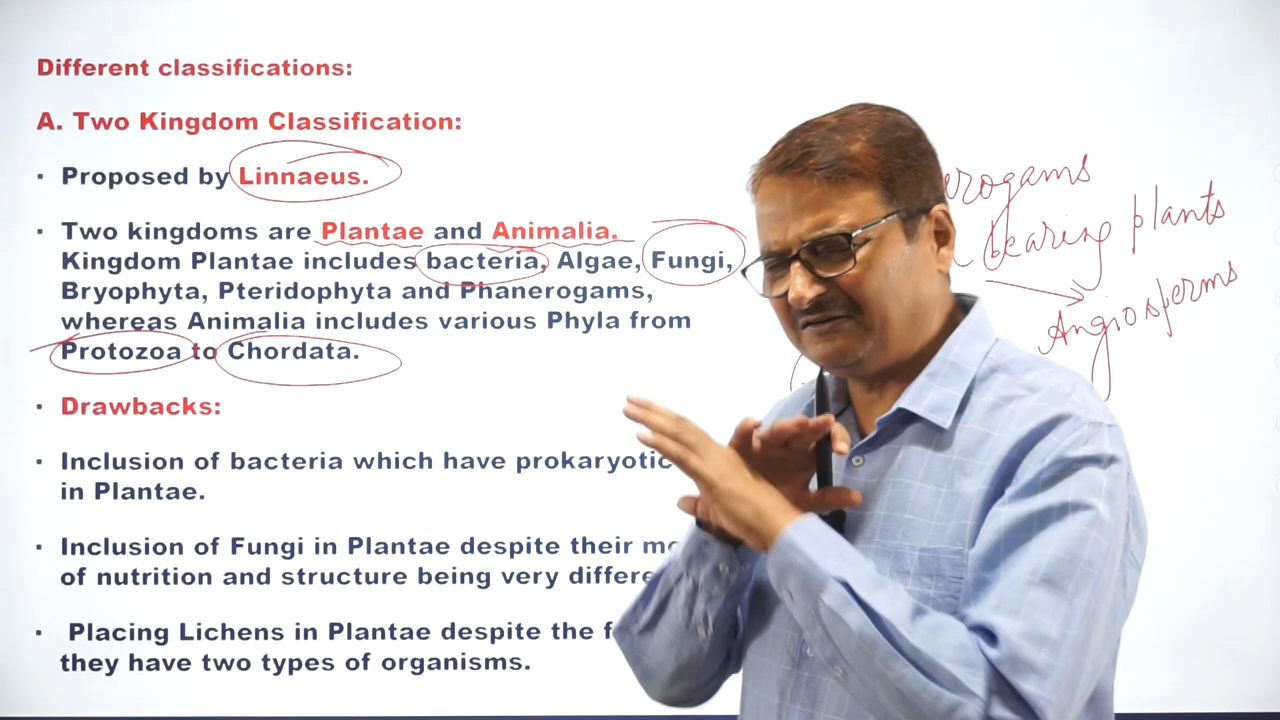 Different classifications:
A. Two Kingdom Classification:
▪ Proposed by Linnaeus.
▪ Two kingdoms are Plantae and Animalia.
Kingdom Plantae includes bacteria, Algae, Fungi,
Bryophyta, Pteridophyta and Phanerogams,
whereas Animalia includes various Phyla from
Protozoa to Chordata.
▪ Drawbacks:
▪ Inclusion of bacteria which have prokaryotic
in Plantae.
▪ Inclusion of Fungi in Plantae despite their
of nutrition and structure being very
▪ Placing Lichens in Plantae despite the
they have two types of organisms.
erogams
bearing plants
Angiosperms